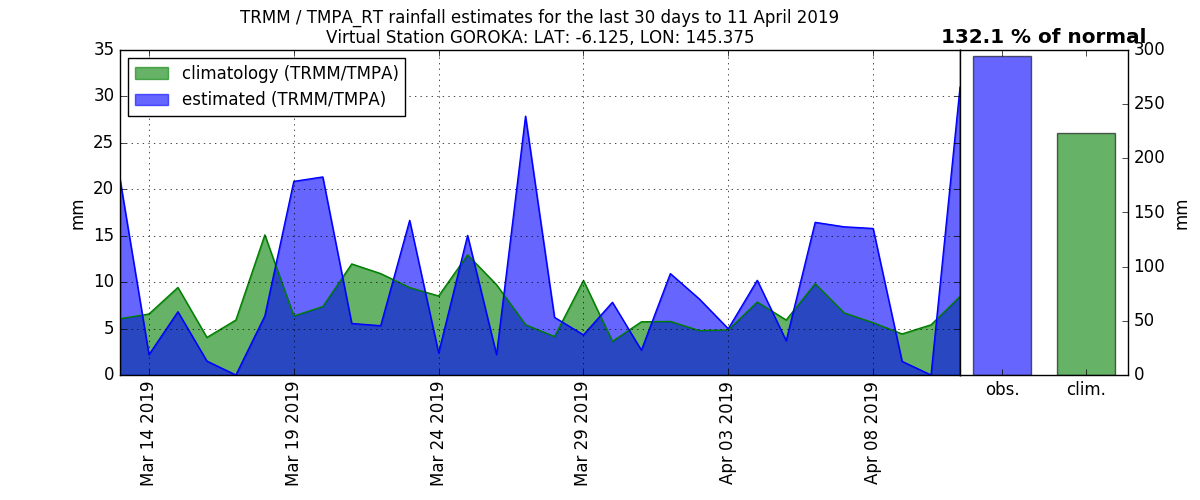 TRMM / TMPA_RT rainfall estimates for the last 30 days to 11 April 2019
Virtual Station GOROKA: LAT: -6.125, LON: 145.375
132.1 % of normal
climatology (TRMM/TMPA)
estimated (TRMM/TMPA)
35
30
25
20
15
10
5
0
mm
Mar 14 2019
Mar 19 2019
Mar 24 2019
Mar 29 2019
Apr 03 2019
Apr 08 2019
obs.
clim.
300
250
200
150
100
50
0
mm